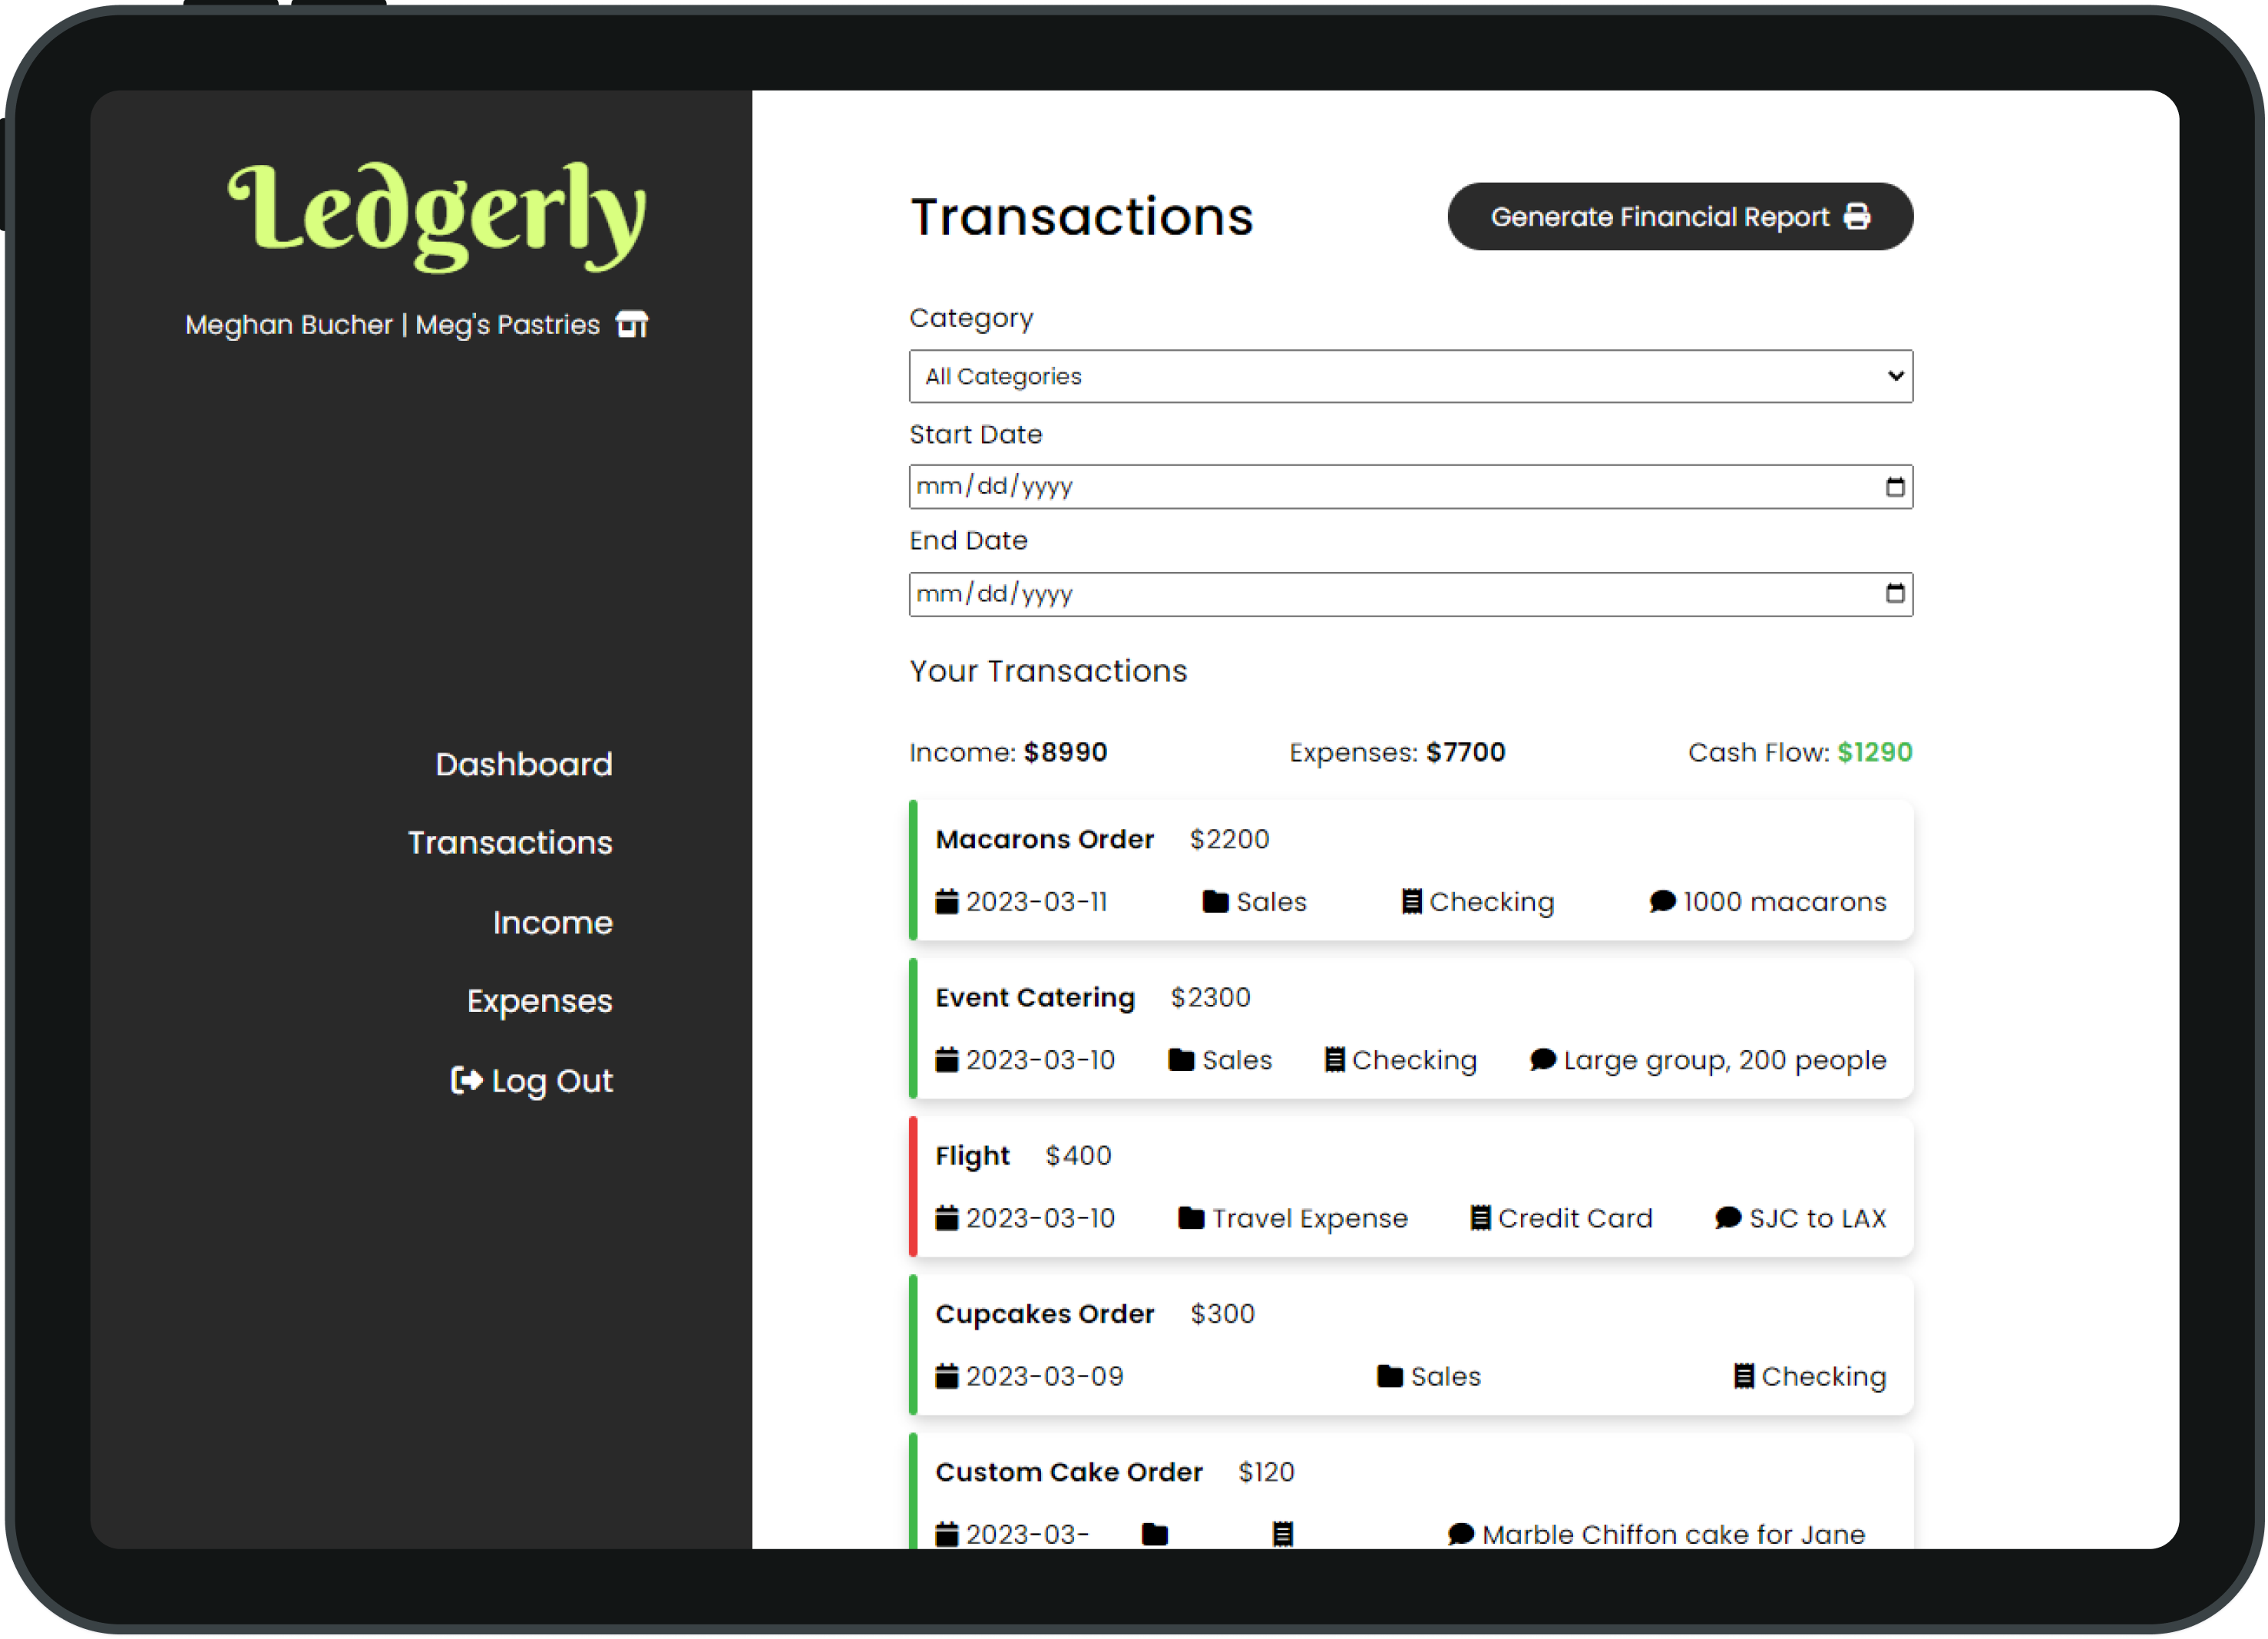 Ledgerly
Meghan Bucher | Meg's Pastries
Dashboard
Transactions
Income
Expenses
Log Out
Transactions
Generate Financial Report
Category
All Categories
Start Date
mm/dd/yyyy
End Date
mm/dd/yyyy
Your Transactions
Income: $8990 Expenses: $7700 Cash Flow: $1290
Macarons Order $2200
2023-03-11 Sales Checking 1000 macarons
Event Catering $2300
2023-03-10 Sales Checking Large group, 200 people
Flight $400
2023-03-10 Travel Expense Credit Card SJC to LAX
Cupcakes Order $300
2023-03-09 Sales Checking
Custom Cake Order $120
2023-03- Marble Chiffon cake for Jane